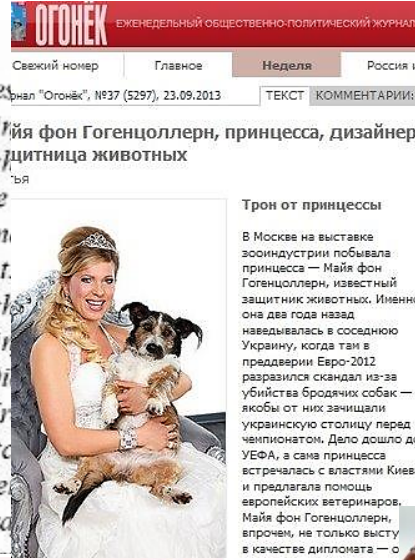 ОГОНЁК
ЕЖЕНЕДЕЛЬНЫЙ ОБЩЕСТВЕННО-ПОЛИТИЧЕСКИЙ ЖУРНАЛ
Свежий номер Главное Неделя Россия и
рнал "Огонёк", №37 (5297), 23.09.2013 ТЕКСТ КОММЕНТАРИИ:
йя фон Гогенцоллерн, принцесса, дизайнер
щитница животных
ья
Трон от принцессы
В Москве на выставке
зооиндустрии побывала
принцесса — Майя фон
Гогенцоллерн, известный
защитник животных. Именно
она два года назад
наведывалась в соседнюю
Украину, когда там в
преддверии Евро-2012
разразился скандал из-за
убийства бродячих собак —
якобы от них зачищали
украинскую столицу перед
чемпионатом. Дело дошло до
УЕФА, а сама принцесса
встречалась с властями Киев
и предлагала помощь
европейских ветеринаров.
Майя фон Гогенцоллерн,
впрочем, не только высту
в качестве дипломата — о